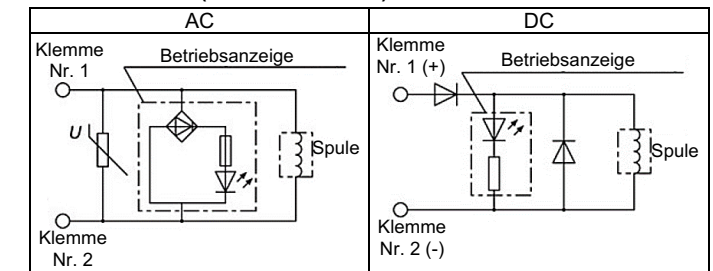 AC
DC
Klemme
Nr. 1
Betriebsanzeige
U
Spule
Klemme
Nr. 2
Klemme
Nr. 1 (+)
Betriebsanzeige
Spule
Klemme
Nr. 2 (-)